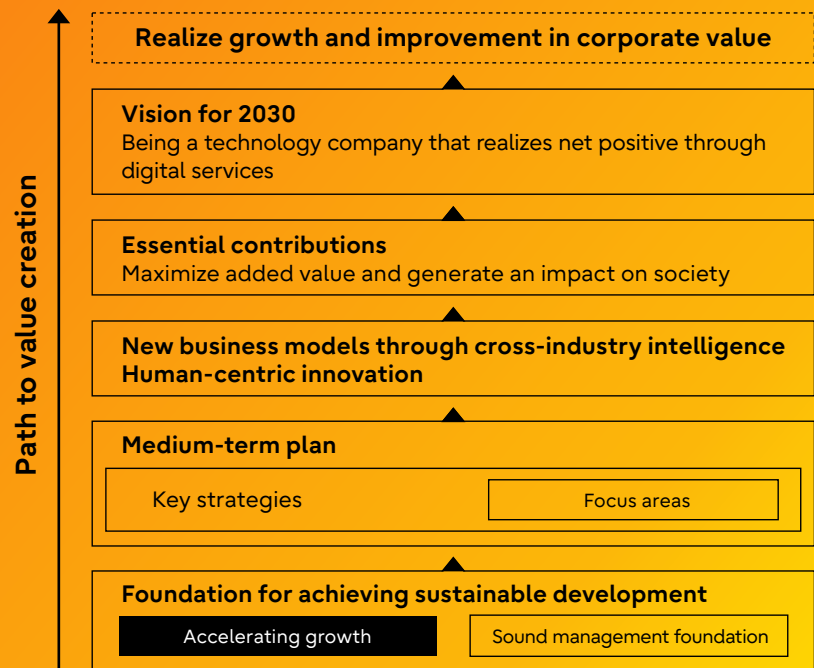 Path to value creation
Realize growth and improvement in corporate value
Vision for 2030
Being a technology company that realizes net positive through
digital services
Essential contributions
Maximize added value and generate an impact on society
New business models through cross-industry intelligence
Human-centric innovation
Medium-term plan
Key strategies
Focus areas
Foundation for achieving sustainable development
Accelerating growth
Sound management foundation